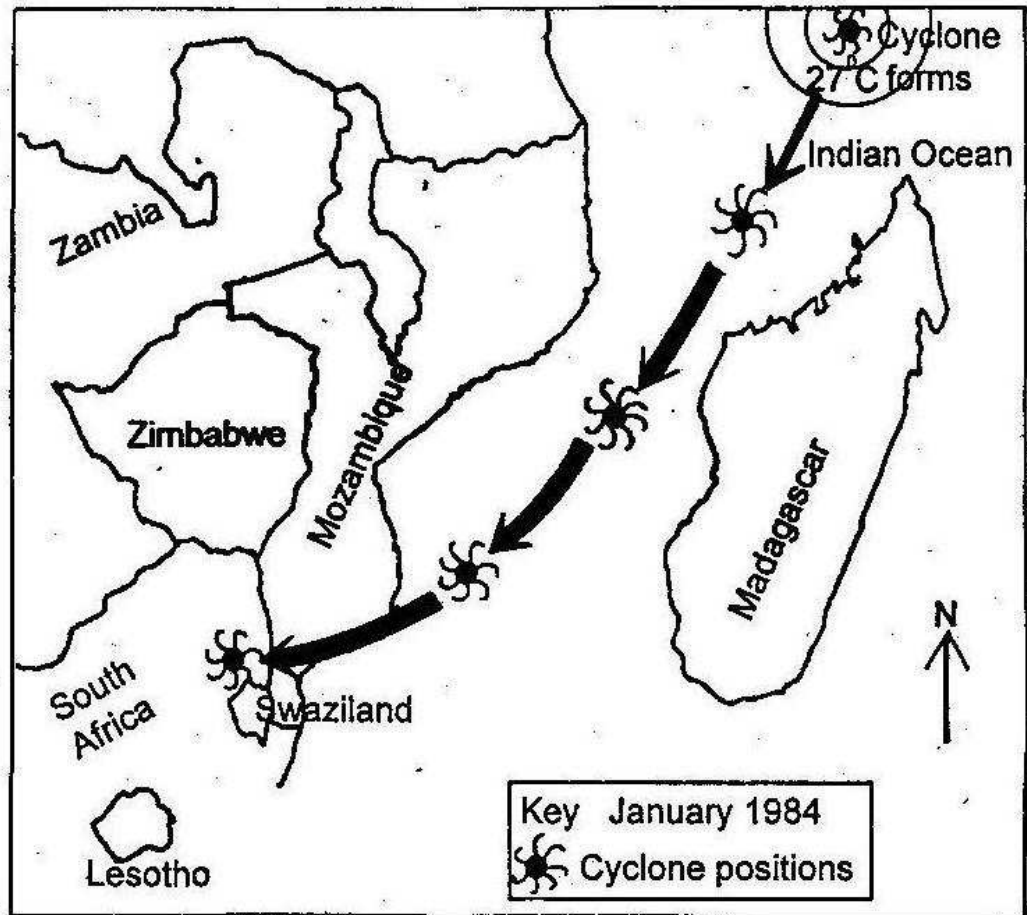 Cyclone
27°C forms
Indian Ocean
Zambia
Zimbabwe
Mozambique
Madagascar
N
South
Africa
Swaziland
Lesotho
Key January 1984
Cyclone positions